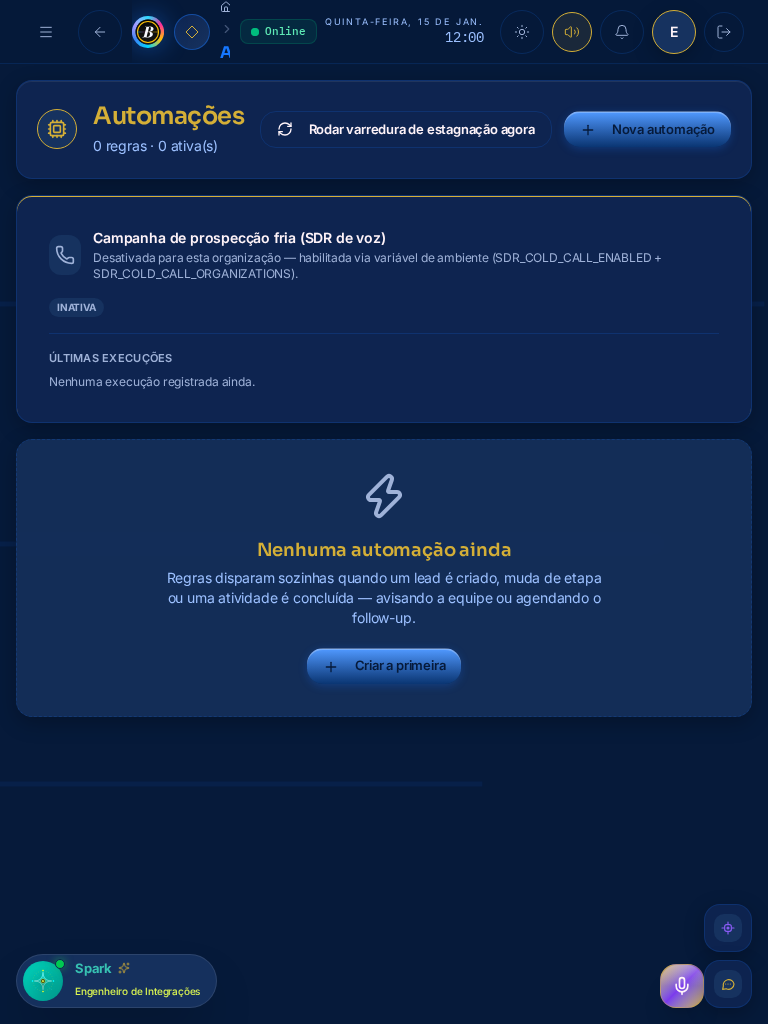 B
A
Online
QUINTA-FEIRA, 15 DE JAN.
12:00
E
Automações
0 regras · 0 ativa(s)
Rodar varredura de estagnação agora
Nova automação
Campanha de prospecção fria (SDR de voz)
Desativada para esta organização — habilitada via variável de ambiente (SDR_COLD_CALL_ENABLED +
SDR_COLD_CALL_ORGANIZATIONS).
INATIVA
ÚLTIMAS EXECUÇÕES
Nenhuma execução registrada ainda.
Nenhuma automação ainda
Regras disparam sozinhas quando um lead é criado, muda de etapa
ou uma atividade é concluída — avisando a equipe ou agendando o
follow-up.
Criar a primeira
Spark
Engenheiro de Integrações